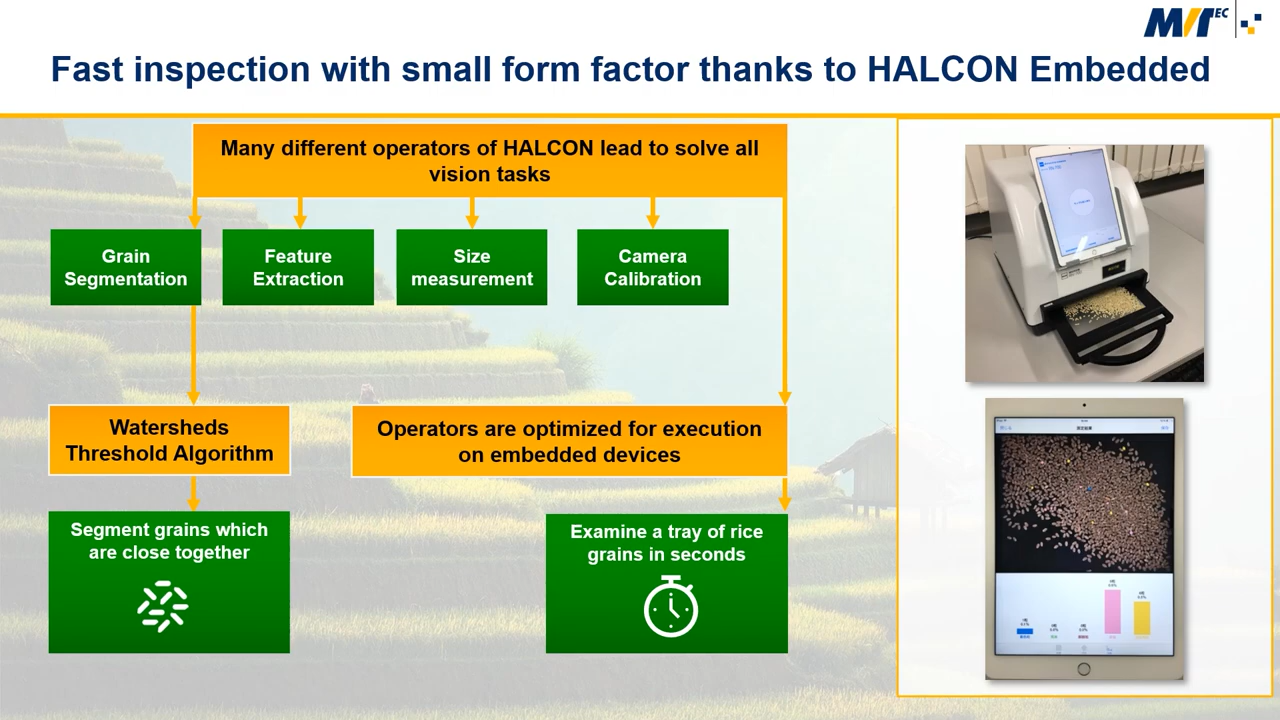 MVTEC
Fast inspection with small form factor thanks to HALCON Embedded
Many different operators of HALCON lead to solve all
vision tasks
Grain
Segmentation
Feature
Extraction
Size
measurement
Camera
Calibration
Watersheds
Threshold Algorithm
Operators are optimized for execution
on embedded devices
Segment grains which
are close together
Examine a tray of rice
grains in seconds